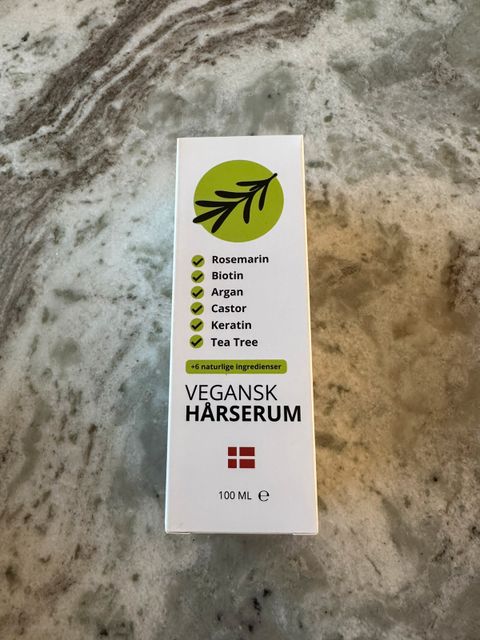 Rosemarin
Biotin
Argan
Castor
Keratin
Tea Tree
+6 naturlige ingredienser
VEGANSK
HÅRSERUM
100 ML ℮